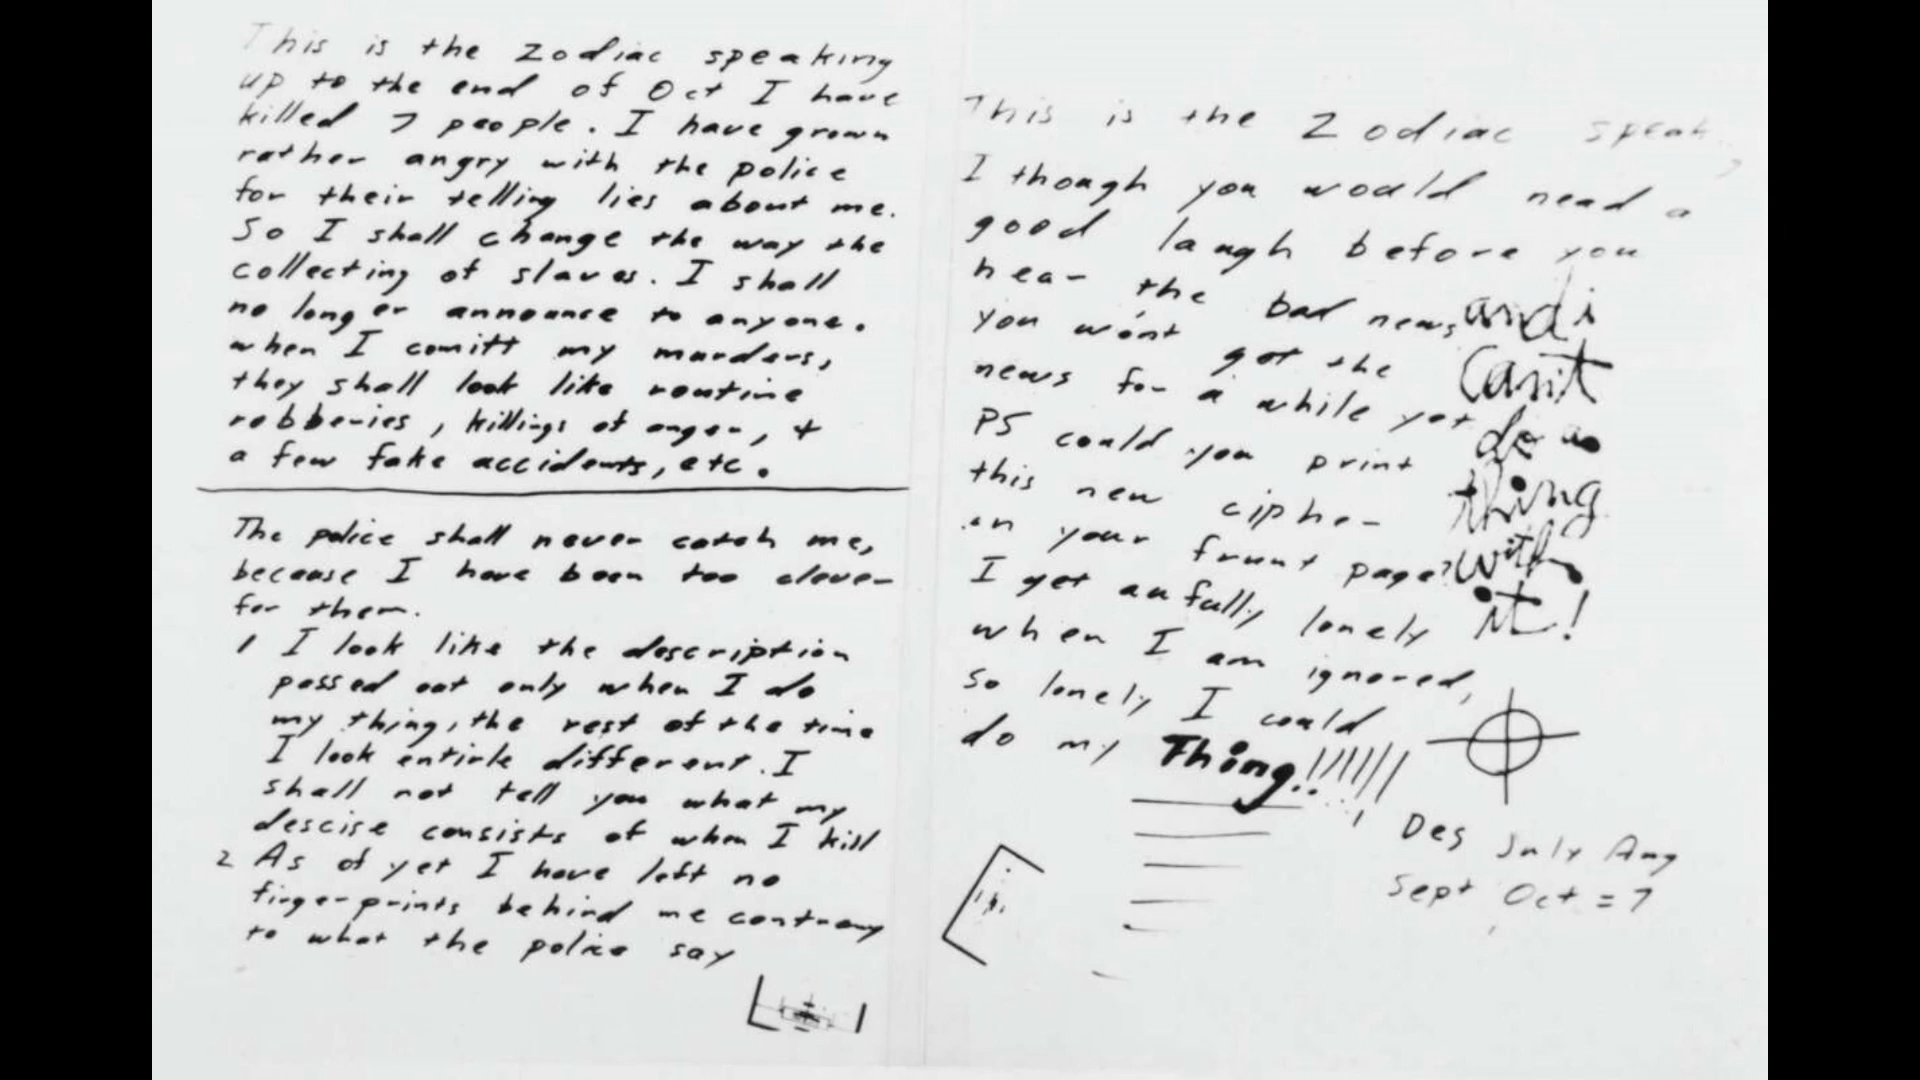 This is the Zodiac speaking
up to the end of Oct I have
killed 7 people. I have grown
rather angry with the police
for their telling lies about me.
So I shall change the way the
collecting of slaves. I shall
no longer announce to anyone.
when I comitt my murders,
they shall look like routine
robberies, killings of anger, +
a few fake accidents, etc.
The police shall never catch me,
because I have been too clever
for them.
1 I look like the description
passed out only when I do
my thing, the rest of the time
I look entirle different. I
shall not tell you what my
descise consists of when I kill
2 As of yet I have left no
fingerprints behind me contrary
to what the police say
This is the Zodiac speak
I though you would nead a
good laugh before you
hear the bad news
you won't get the
news for a while yet
PS could you print
this new cipher
on your frunt page?
I get aufully lonely
when I am ignored,
so lonely I could
do my Thing!!!!!!
and i
can't
do a
thing
with
it!
Des July Aug
Sept Oct = 7